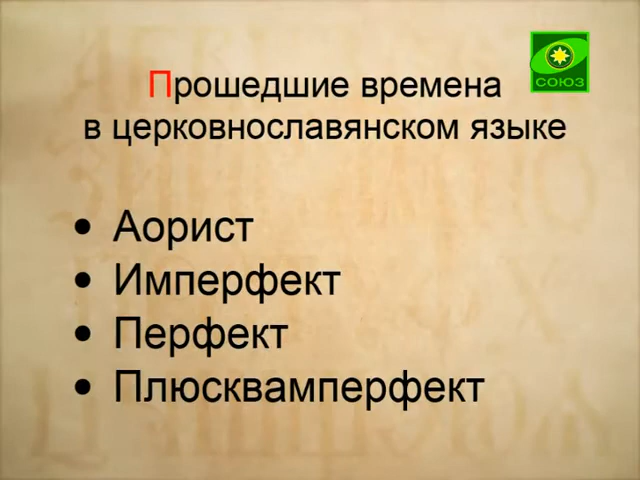 СОЮЗ
Прошедшие времена
в церковнославянском языке
• Аорист
• Имперфект
• Перфект
• Плюсквамперфект